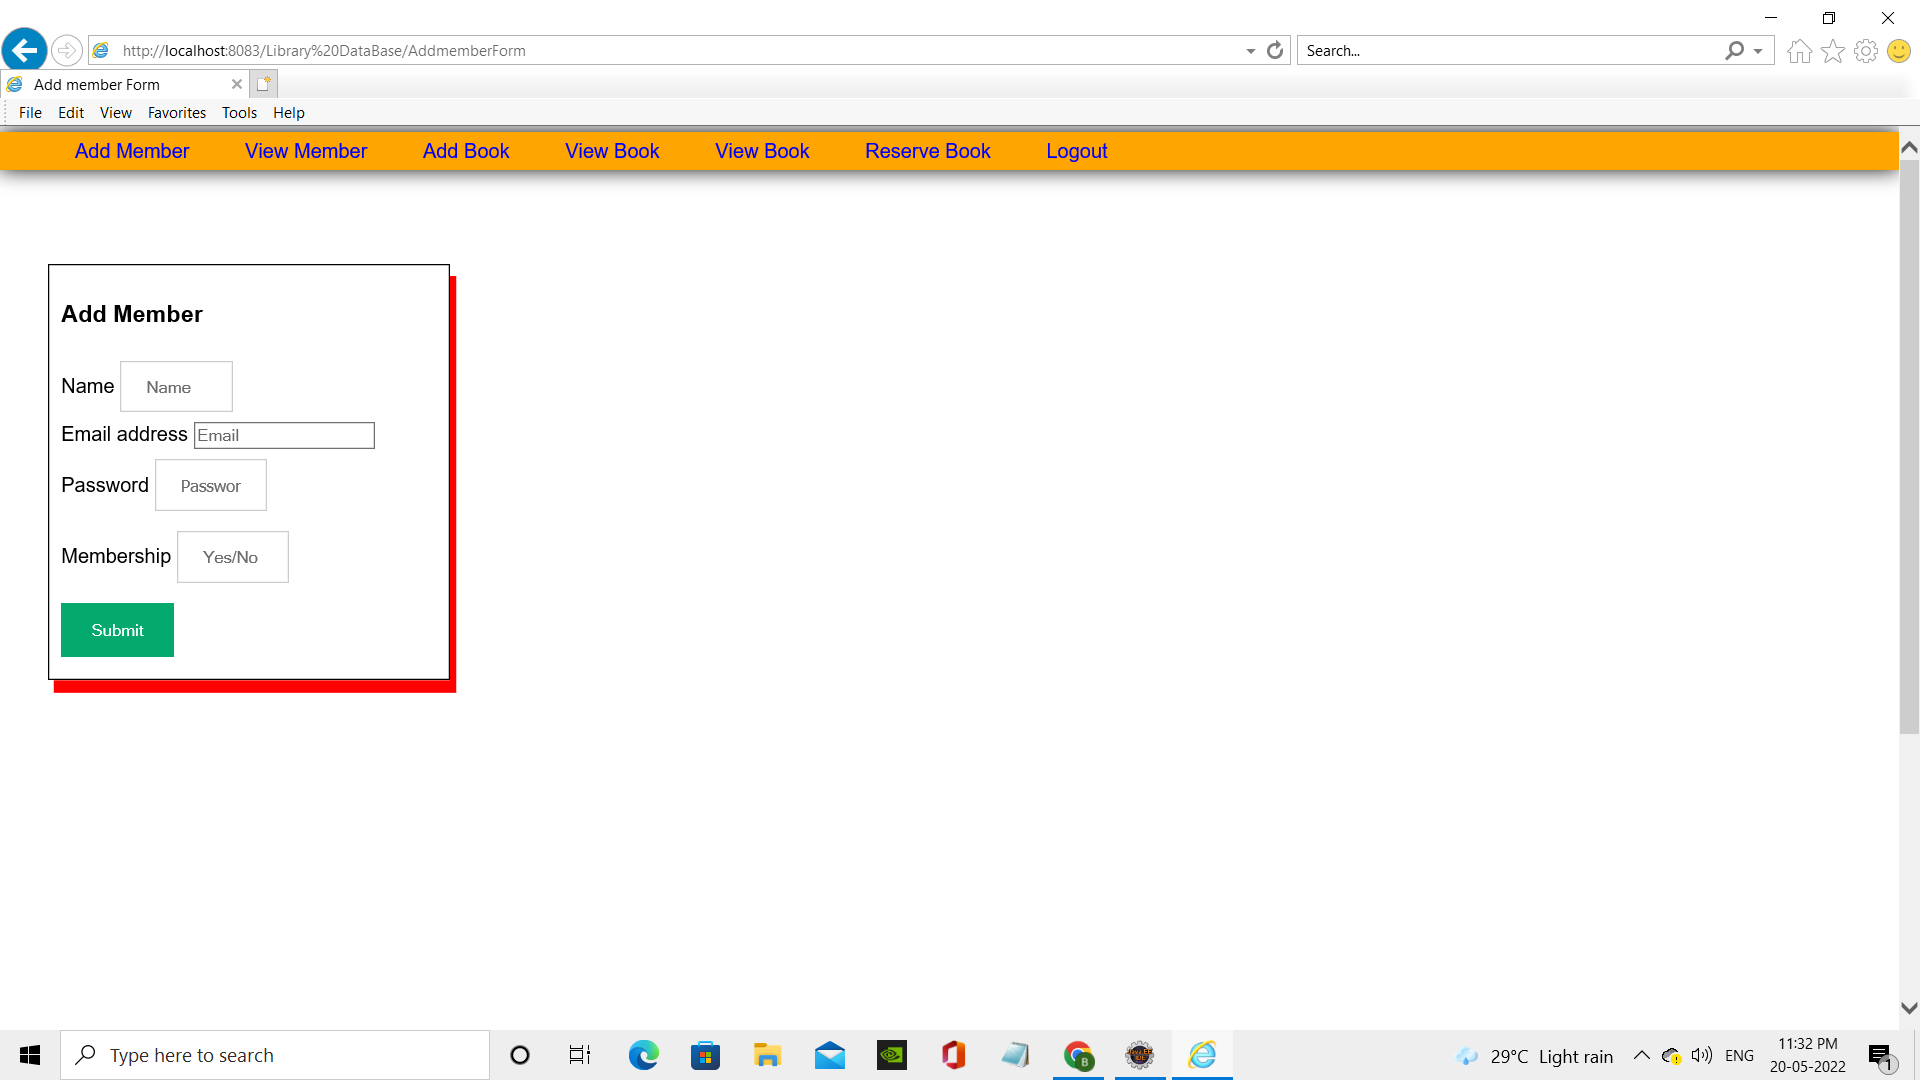 http://localhost:8083/Library%20DataBase/AddmemberForm
Search...
Add member Form
File Edit View Favorites Tools Help
Add Member View Member Add Book View Book View Book Reserve Book Logout
Add Member
Name Name
Email address Email
Password Passwor
Membership Yes/No
Submit
Type here to search
29°C Light rain
ENG
11:32 PM
20-05-2022
1